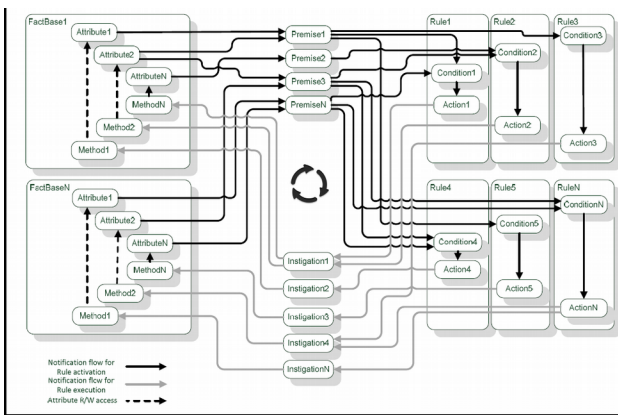 FactBase1
Attribute1
Attribute2
AttributeN
MethodN
Method2
Method1
FactBaseN
Attribute1
Attribute2
AttributeN
MethodN
Method2
Method1
Premise1
Premise2
Premise3
PremiseN
Instigation1
Instigation2
Instigation3
Instigation4
InstigationN
Rule1
Condition1
Action1
Rule2
Condition2
Action2
Rule3
Condition3
Action3
Rule4
Condition4
Action4
Rule5
Condition5
Action5
RuleN
ConditionN
ActionN
Notification flow for
Rule activation
Notification flow for
Rule execution
Attribute R/W access